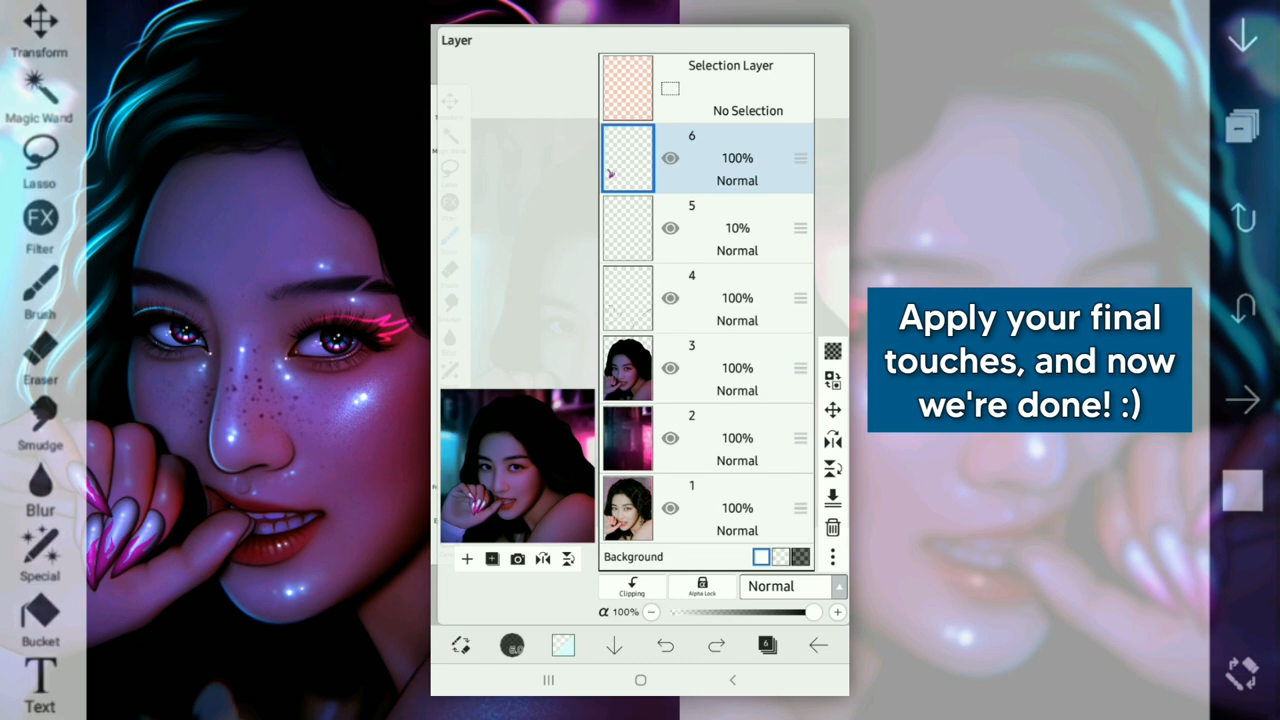 Transform
Magic Wand
Lasso
FX
Filter
Brush
Eraser
Smudge
Blur
Special
Bucket
T
Text
Layer
Selection Layer
No Selection
6
100%
Normal
5
10%
Normal
4
100%
Normal
3
100%
Normal
2
100%
Normal
1
100%
Normal
Background
Clipping
Alpha Lock
Normal
α 100%
6
Apply your final
touches, and now
we're done! :)